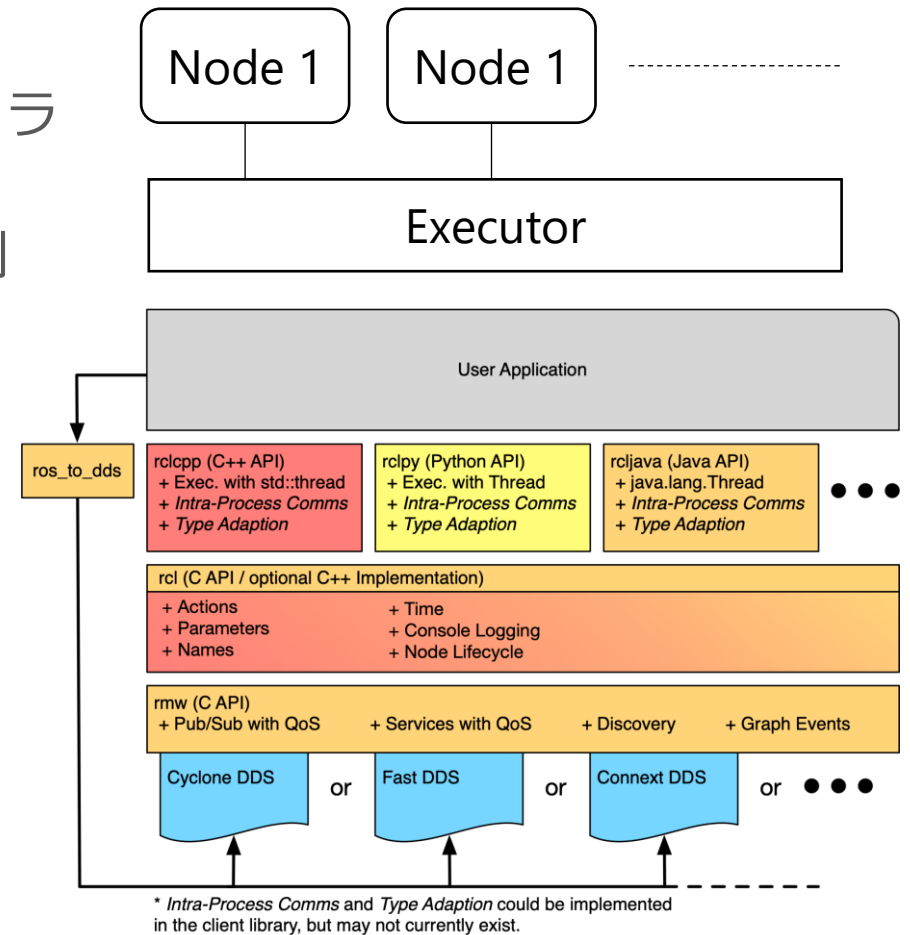 Node 1
Node 1
ラ
Executor
User Application
ros_to_dds
rclcpp (C++ API)
+ Exec. with std::thread
+ Intra-Process Comms
+ Type Adaption
rclpy (Python API)
+ Exec. with Thread
+ Intra-Process Comms
+ Type Adaption
rcljava (Java API)
+ java.lang.Thread
+ Intra-Process Comms
+ Type Adaption
rcl (C API / optional C++ Implementation)
+ Actions
+ Parameters
+ Names
+ Time
+ Console Logging
+ Node Lifecycle
rmw (C API)
+ Pub/Sub with QoS + Services with QoS + Discovery + Graph Events
Cyclone DDS or Fast DDS or Connext DDS or
* Intra-Process Comms and Type Adaption could be implemented
in the client library, but may not currently exist.